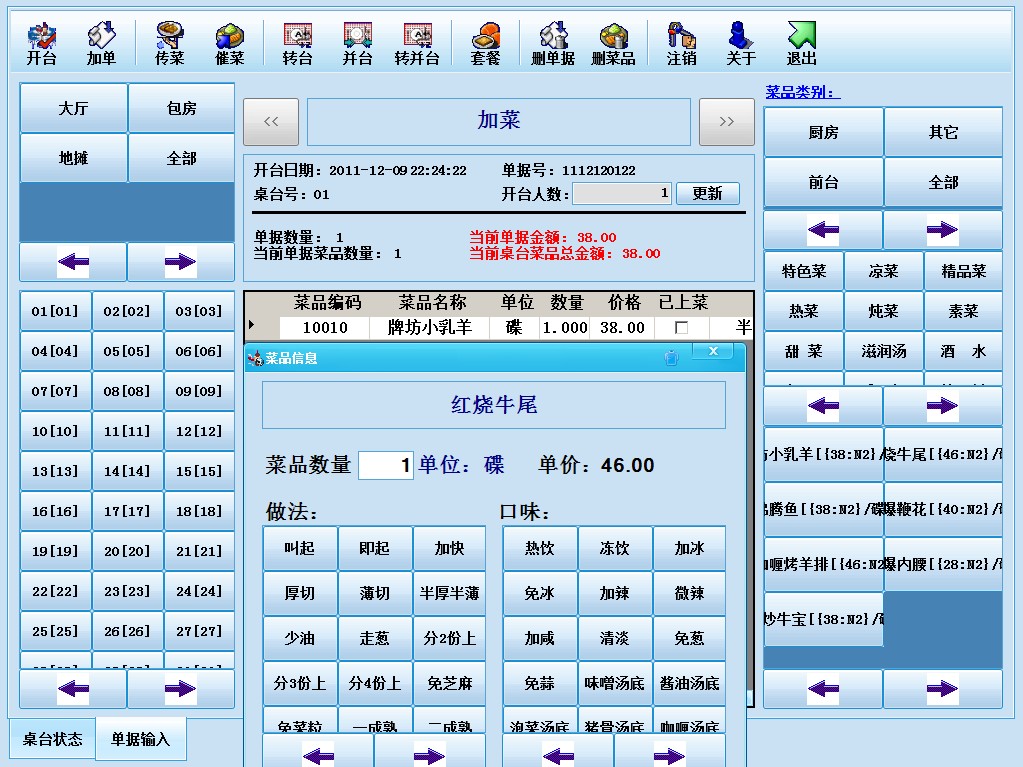 开台 加单 传菜 催菜 转台 并台 转并台 套餐 删单据 删菜品 注销 关于 退出
大厅 包房
地摊 全部
01[01] 02[02] 03[03]
04[04] 05[05] 06[06]
07[07] 08[08] 09[09]
10[10] 11[11] 12[12]
13[13] 14[14] 15[15]
16[16] 17[17] 18[18]
19[19] 20[20] 21[21]
22[22] 23[23] 24[24]
25[25] 26[26] 27[27]
桌台状态 单据输入
<< 加菜 >>
开台日期: 2011-12-09 22:24:22 单据号: 1112120122
桌台号: 01 开台人数: 1 更新
单据数量: 1 当前单据金额: 38.00
当前单据菜品数量: 1 当前桌台菜品总金额: 38.00
菜品编码 菜品名称 单位 数量 价格 已上菜
10010 牌坊小乳羊 碟 1.000 38.00 半
菜品信息 x
红烧牛尾
菜品数量 1 单位: 碟 单价: 46.00
做法: 口味:
叫起 即起 加快 热饮 冻饮 加冰
厚切 薄切 半厚半薄 免冰 加辣 微辣
少油 走葱 分2份上 加咸 清淡 免葱
分3份上 分4份上 免芝麻 免蒜 味噌汤底 酱油汤底
免菜粒 一成熟 二成熟 泡菜汤底 猪骨汤底 咖喱汤底
菜品类别:
厨房 其它
前台 全部
特色菜 凉菜 精品菜
热菜 炖菜 素菜
甜 菜 滋润汤 酒 水
小乳羊[{38:N2}/ 烧牛尾[{46:N2}/
腾鱼[{38:N2}/碟 爆鞭花[{40:N2}/
喱烤羊排[{46:N2 爆内腰[{28:N2}/
炒牛宝[{38:N2}/